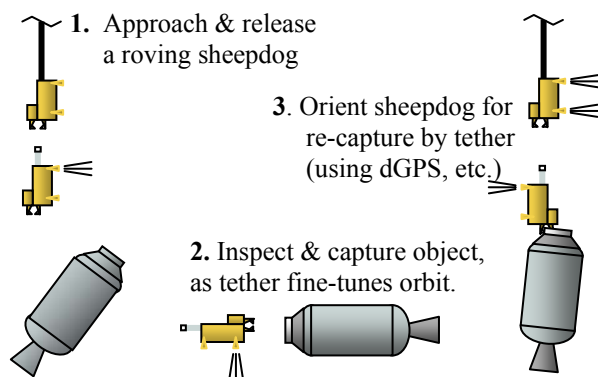 1. Approach & release
a roving sheepdog
2. Inspect & capture object,
as tether fine-tunes orbit.
3. Orient sheepdog for
re-capture by tether
(using dGPS, etc.)